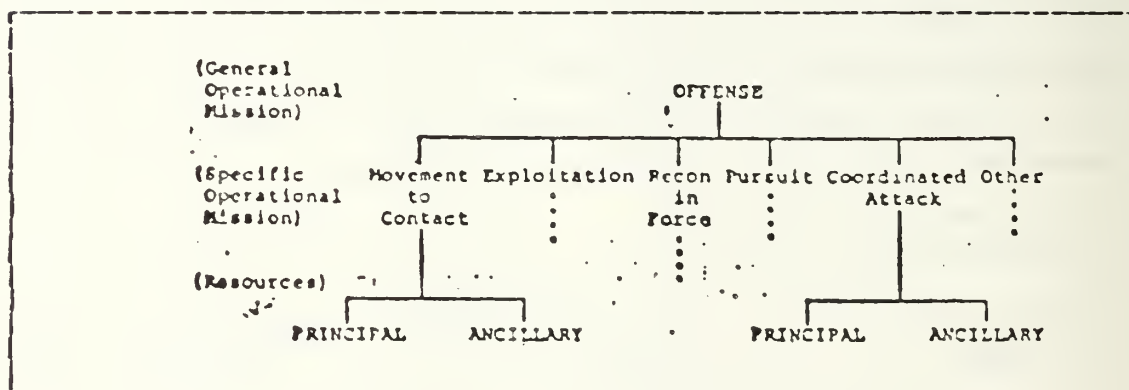 (General
Operational
Mission)
OFFENSE
(Specific
Operational
Mission)
Movement
to
Contact
Exploitation
Recon
in
Force
Pursuit
Coordinated
Attack
Other
(Resources)
PRINCIPAL
ANCILLARY
PRINCIPAL
ANCILLARY